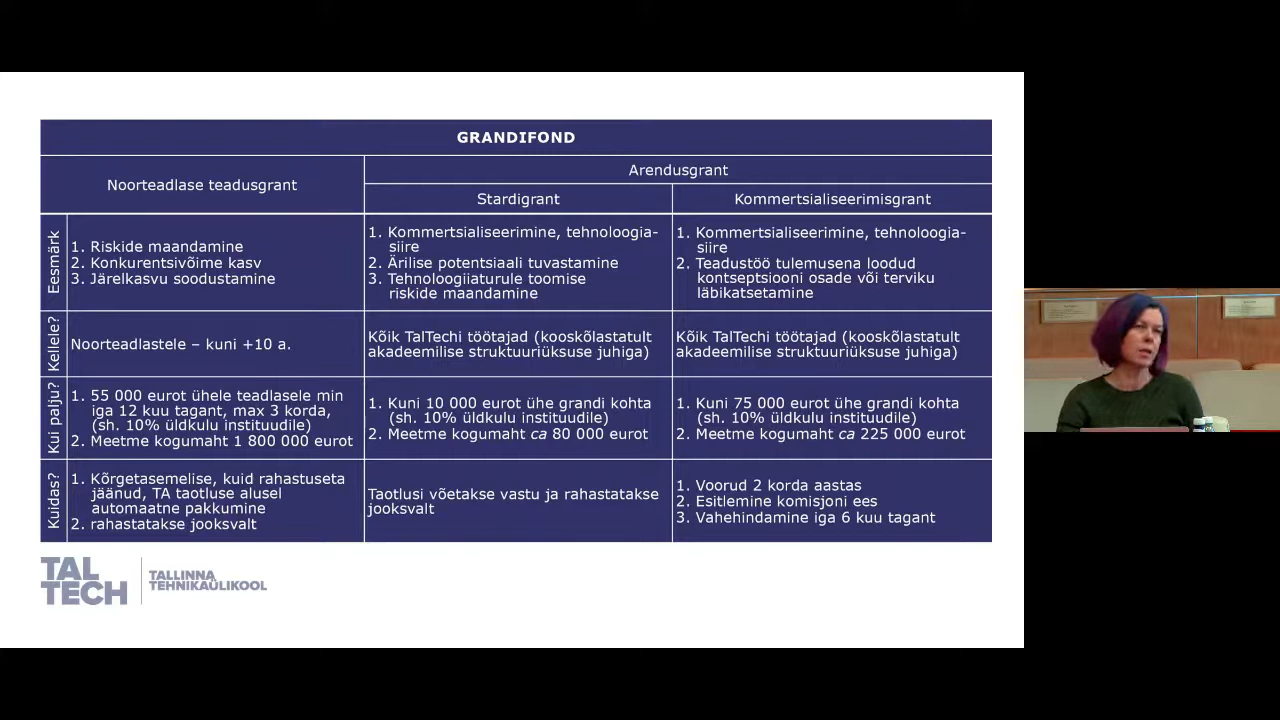 GRANDIFOND
Noorteadlase teadusgrant
Arendusgrant
Stardigrant
Kommertsialiseerimisgrant
Eesmärk
1. Riskide maandamine
2. Konkurentsivõime kasv
3. Järelkasvu soodustamine
1. Kommertsialiseerimine, tehnoloogia-
siire
2. Ärilise potentsiaali tuvastamine
3. Tehnoloogiiaturule toomise
riskide maandamine
1. Kommertsialiseerimine, tehnoloogia-
siire
2. Teadustöö tulemusena loodud
kontseptsiooni osade või terviku
läbikatsetamine
Kellele?
Noorteadlastele – kuni +10 a.
Kõik TalTechi töötajad (kooskõlastatult
akadeemilise struktuuriüksuse juhiga)
Kõik TalTechi töötajad (kooskõlastatult
akadeemilise struktuuriüksuse juhiga)
Kui palju?
1. 55 000 eurot ühele teadlasele min
iga 12 kuu tagant, max 3 korda,
(sh. 10% üldkulu instituudile)
2. Meetme kogumaht 1 800 000 eurot
1. Kuni 10 000 eurot ühe grandi kohta
(sh. 10% üldkulu instituudile)
2. Meetme kogumaht ca 80 000 eurot
1. Kuni 75 000 eurot ühe grandi kohta
(sh. 10% üldkulu instituudile)
2. Meetme kogumaht ca 225 000 eurot
Kuidas?
1. Kõrgetasemelise, kuid rahastuseta
jäänud, TA taotluse alusel
automaatne pakkumine
2. rahastatakse jooksvalt
Taotlusi võetakse vastu ja rahastatakse
jooksvalt
1. Voorud 2 korda aastas
2. Esitlemine komisjoni ees
3. Vahehindamine iga 6 kuu tagant
TAL
TECH
TALLINNA
TEHNIKAÜLIKOOL